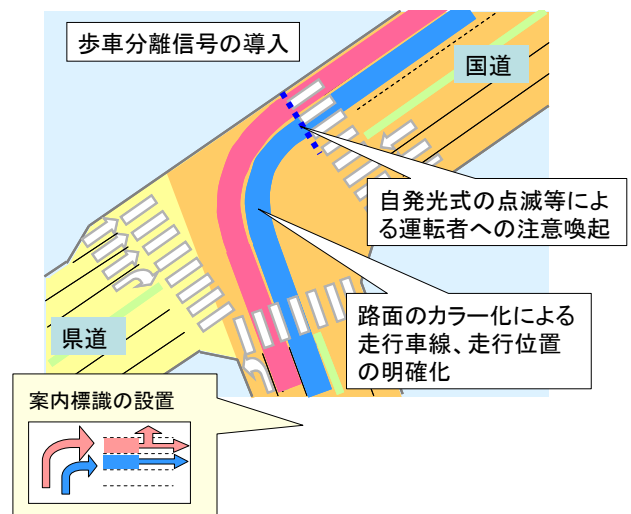 歩車分離信号の導入
国道
自発光式の点滅等によ
る運転者への注意喚起
路面のカラー化による
走行車線、走行位置
の明確化
県道
案内標識の設置